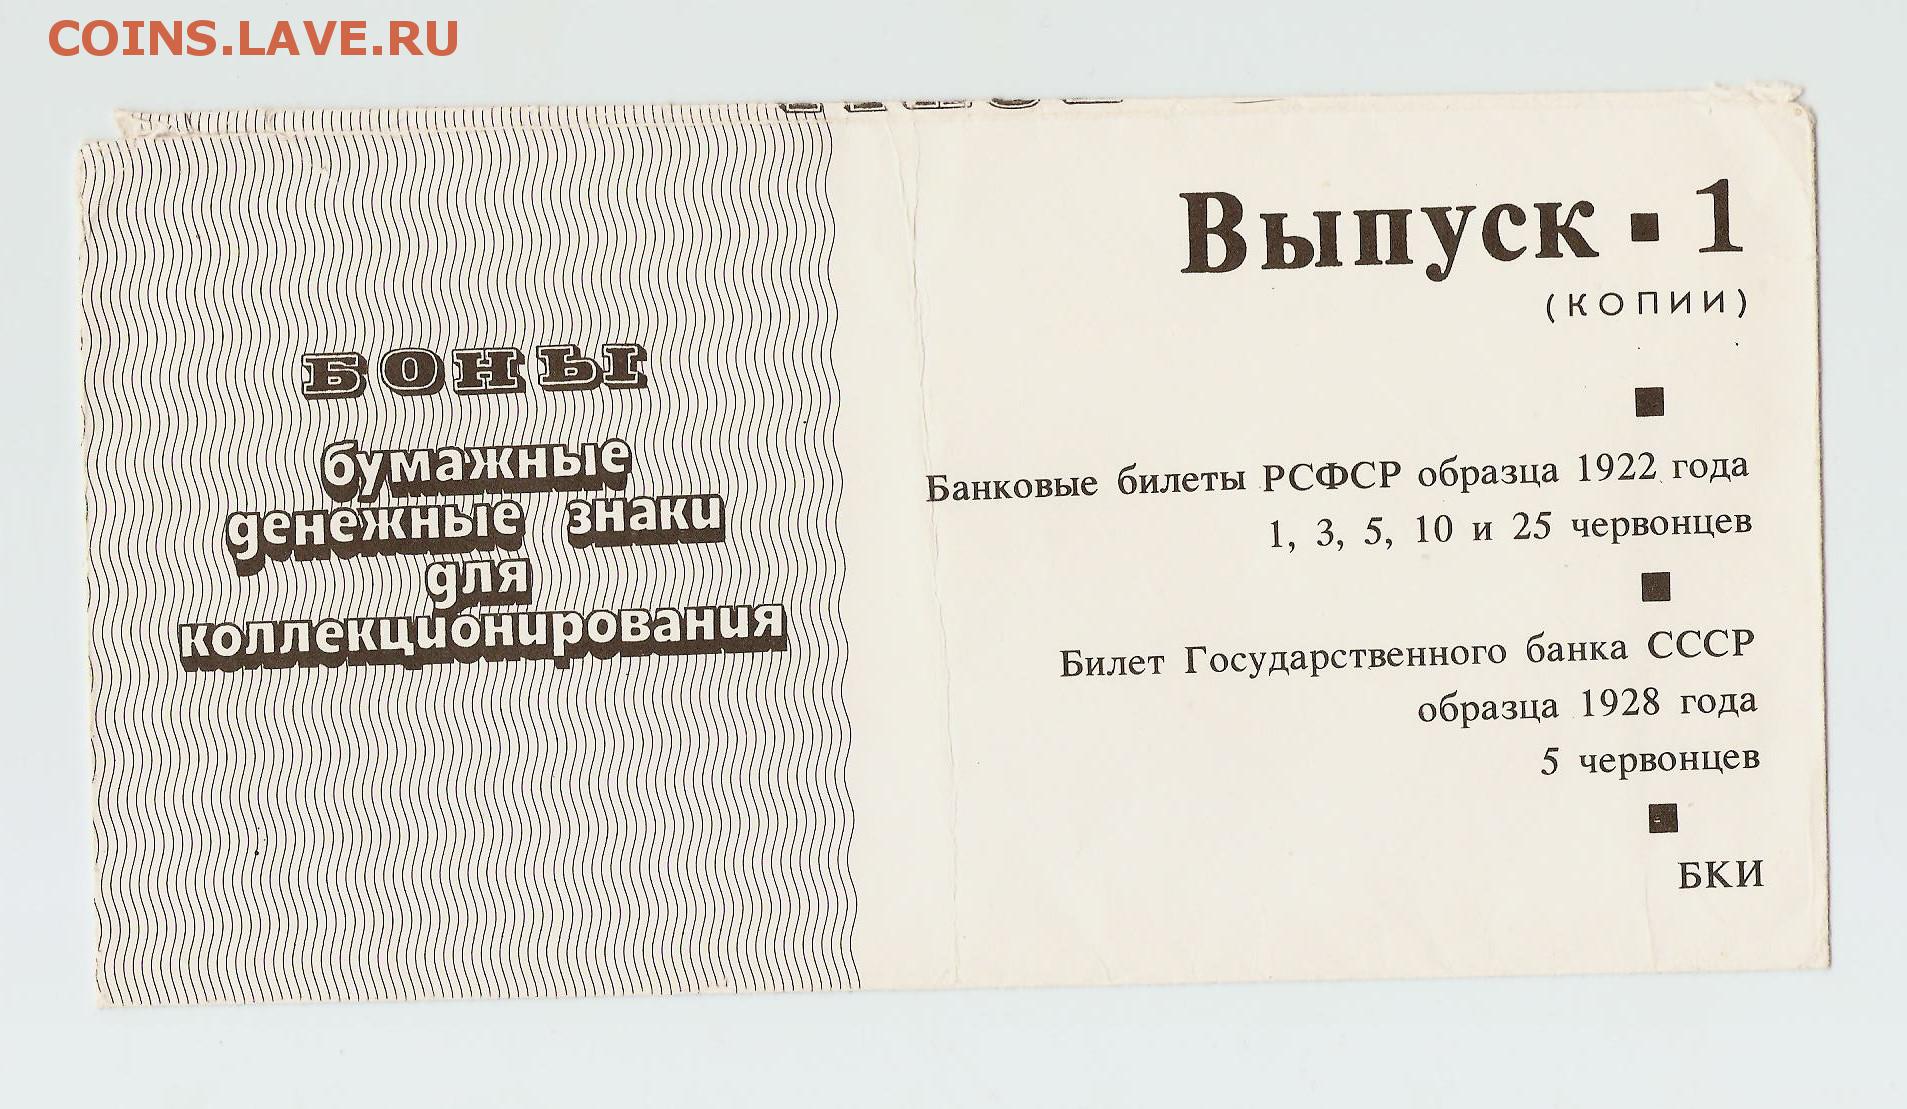 COINS.LAVE.RU
БОНЫ
бумажные
денежные знаки
для
коллекционирования
Выпуск ▪ 1
(КОПИИ)
Банковые билеты РСФСР образца 1922 года
1, 3, 5, 10 и 25 червонцев
Билет Государственного банка СССР
образца 1928 года
5 червонцев
БКИ